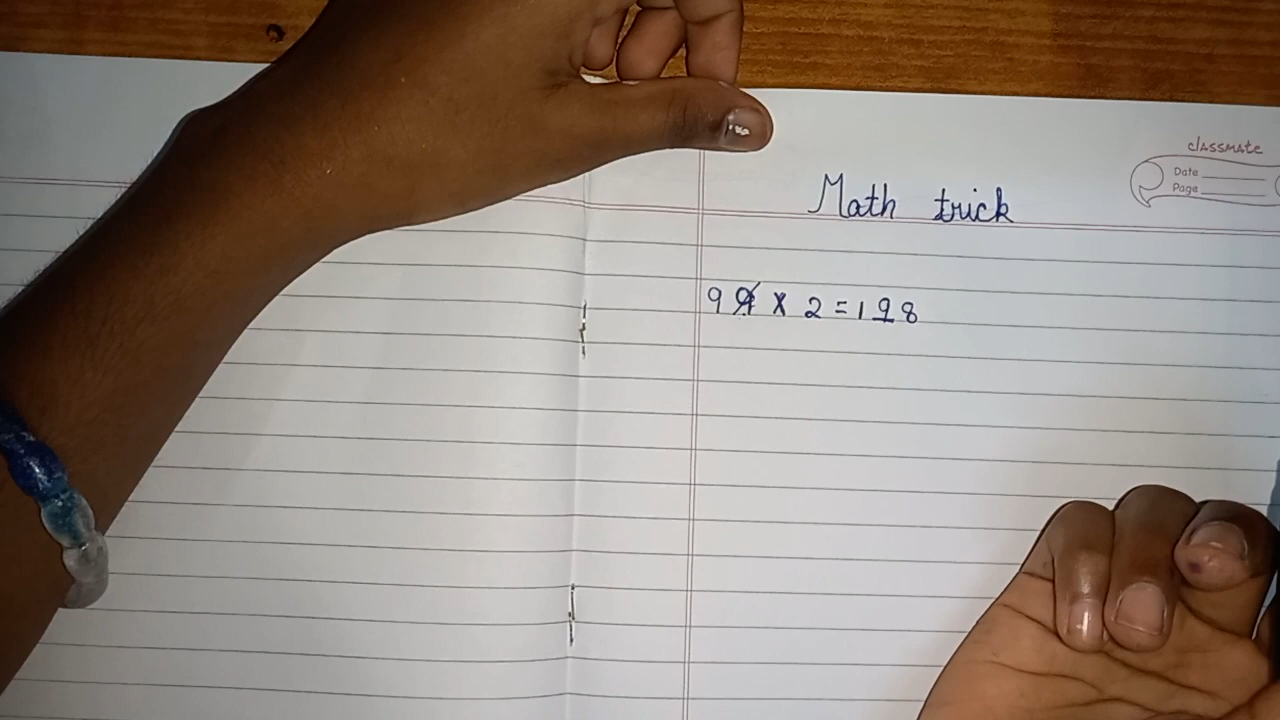 classmate
Date
Page
Math trick
99 x 2 = 198